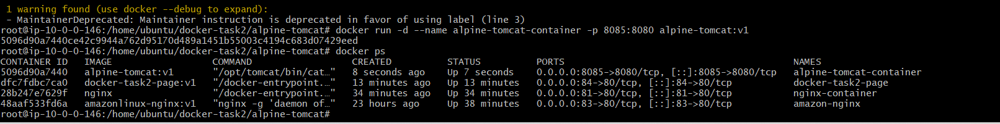 1 warning found (use docker --debug to expand):
- MaintainerDeprecated: Maintainer instruction is deprecated in favor of using label (line 3)
root@ip-10-0-0-146:/home/ubuntu/docker-task2/alpine-tomcat# docker run -d --name alpine-tomcat-container -p 8085:8080 alpine-tomcat:v1
5096d90a7440ce42c9944a762d95170d489a1451b55003c4194c683d07429eed
root@ip-10-0-0-146:/home/ubuntu/docker-task2/alpine-tomcat# docker ps
CONTAINER ID   IMAGE                  COMMAND                  CREATED          STATUS          PORTS                                         NAMES
5096d90a7440   alpine-tomcat:v1       "/opt/tomcat/bin/cat…"   8 seconds ago    Up 7 seconds    0.0.0.0:8085->8080/tcp, [::]:8085->8080/tcp   alpine-tomcat-container
dfc7fdbc7ca0   docker-task2-page:v1   "/docker-entrypoint.…"   13 minutes ago   Up 13 minutes   0.0.0.0:84->80/tcp, [::]:84->80/tcp           docker-task2-page
28b247e7629f   nginx                  "/docker-entrypoint.…"   34 minutes ago   Up 34 minutes   0.0.0.0:81->80/tcp, [::]:81->80/tcp           nginx-container
48aaf533fd6a   amazonlinux-nginx:v1   "nginx -g 'daemon of…"   23 hours ago     Up 38 minutes   0.0.0.0:83->80/tcp, [::]:83->80/tcp           amazon-nginx
root@ip-10-0-0-146:/home/ubuntu/docker-task2/alpine-tomcat#